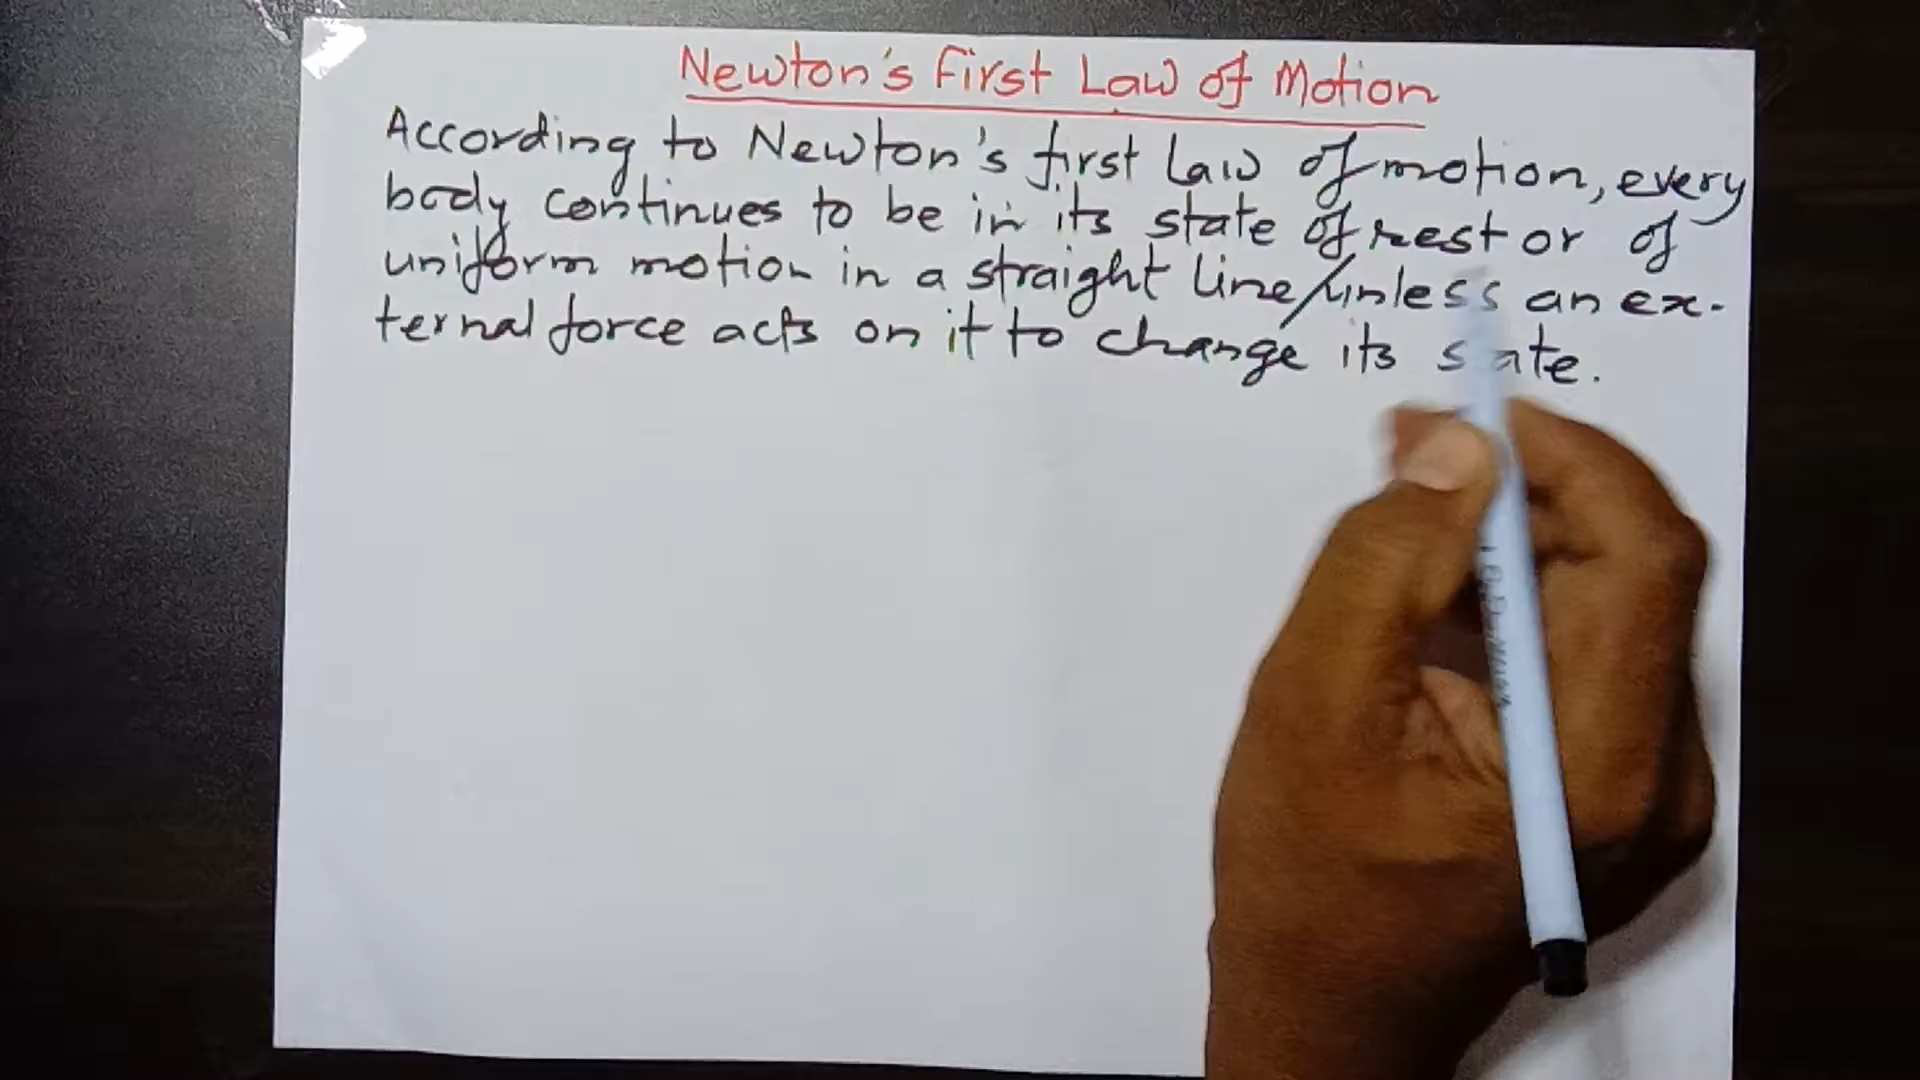 Newton's First Law of Motion
According to Newton's first law of motion, every
body continues to be in its state of rest or of
uniform motion in a straight line/unless an ex-
ternal force acts on it to change its state.